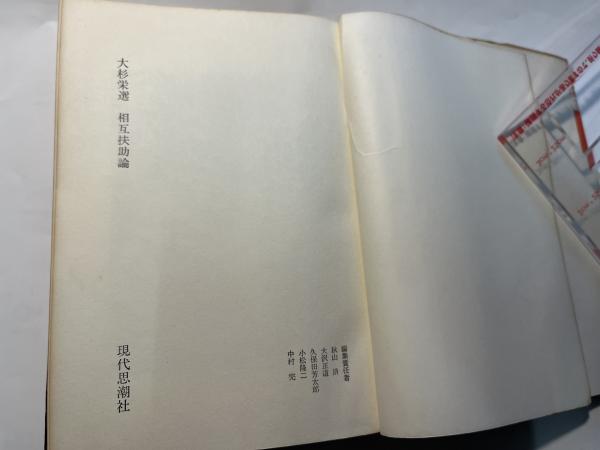 編集責任者
秋山 清
大沢正道
久保田芳太郎
小松隆二
中村 完
大杉栄選 相互扶助論
現代思潮社